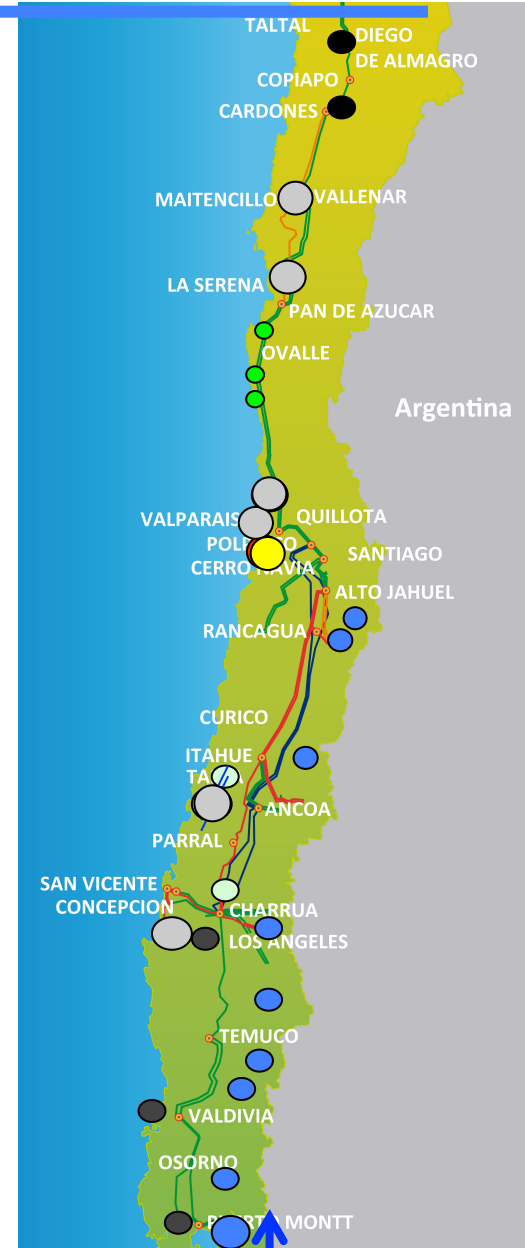 TALTAL
DIEGO
DE ALMAGRO
COPIAPO
CARDONES
MAITENCILLO
VALLENAR
LA SERENA
PAN DE AZUCAR
OVALLE
Argentina
QUILLOTA
VALPARAIS
SANTIAGO
CERRO NAVIA
ALTO JAHUEL
RANCAGUA
CURICO
ITAHUE
ANCOA
PARRAL
SAN VICENTE
CONCEPCION
CHARRUA
LOS ANGELES
TEMUCO
VALDIVIA
OSORNO
MONTT